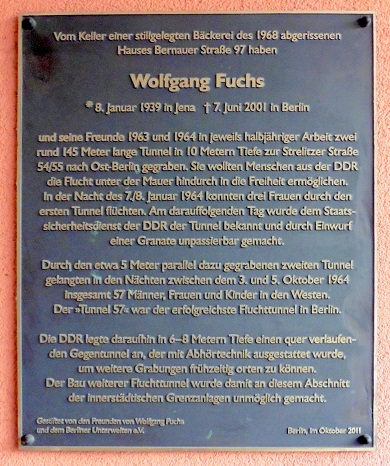 Vom Keller einer stillgelegten Bäckerei des 1968 abgerissenen
Hauses Bernauer Straße 97 haben
Wolfgang Fuchs
* 8. Januar 1939 in Jena † 7. Juni 2001 in Berlin
und seine Freunde 1963 und 1964 in jeweils halbjähriger Arbeit zwei
rund 145 Meter lange Tunnel in 10 Metern Tiefe zur Strelitzer Straße
54/55 nach Ost-Berlin gegraben. Sie wollten Menschen aus der DDR
die Flucht unter der Mauer hindurch in die Freiheit ermöglichen.
In der Nacht des 7./8. Januar 1964 konnten drei Frauen durch den
ersten Tunnel flüchten. Am darauffolgenden Tag wurde dem Staats-
sicherheitsdienst der DDR der Tunnel bekannt und durch Einwurf
einer Granate unpassierbar gemacht.
Durch den etwa 5 Meter parallel dazu gegrabenen zweiten Tunnel
gelangten in den Nächten zwischen dem 3. und 5. Oktober 1964
insgesamt 57 Männer, Frauen und Kinder in den Westen.
Der »Tunnel 57« war der erfolgreichste Fluchttunnel in Berlin.
Die DDR legte daraufhin in 6–8 Metern Tiefe einen quer verlaufen-
den Gegentunnel an, der mit Abhörtechnik ausgestattet wurde,
um weitere Grabungen frühzeitig orten zu können.
Der Bau weiterer Fluchttunnel wurde damit an diesem Abschnitt
der innerstädtischen Grenzanlagen unmöglich gemacht.
Gestiftet von den Freunden von Wolfgang Fuchs
und dem Berliner Unterwelten e.V.
Berlin, im Oktober 2011